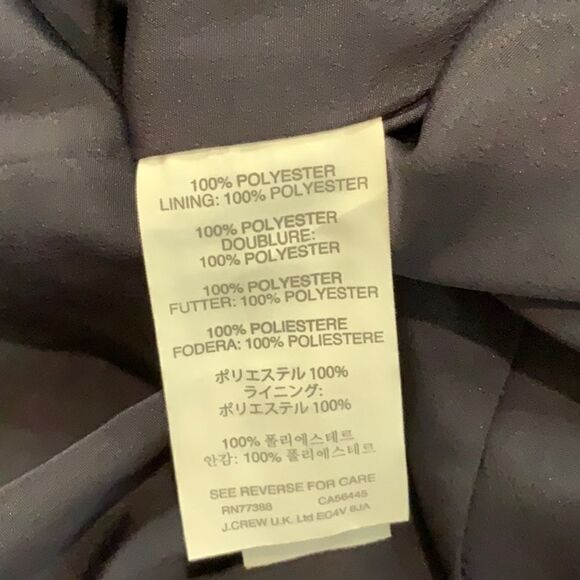 100% POLYESTER
LINING: 100% POLYESTER
100% POLYESTER
DOUBLURE:
100% POLYESTER
100% POLYESTER
FUTTER: 100% POLYESTER
100% POLIESTERE
FODERA: 100% POLIESTERE
ポリエステル 100%
ライニング:
ポリエステル 100%
100% 폴리에스테르
안감: 100% 폴리에스테르
SEE REVERSE FOR CARE
RN77388 CA56445
J.CREW U.K. Ltd EC4V 6JA